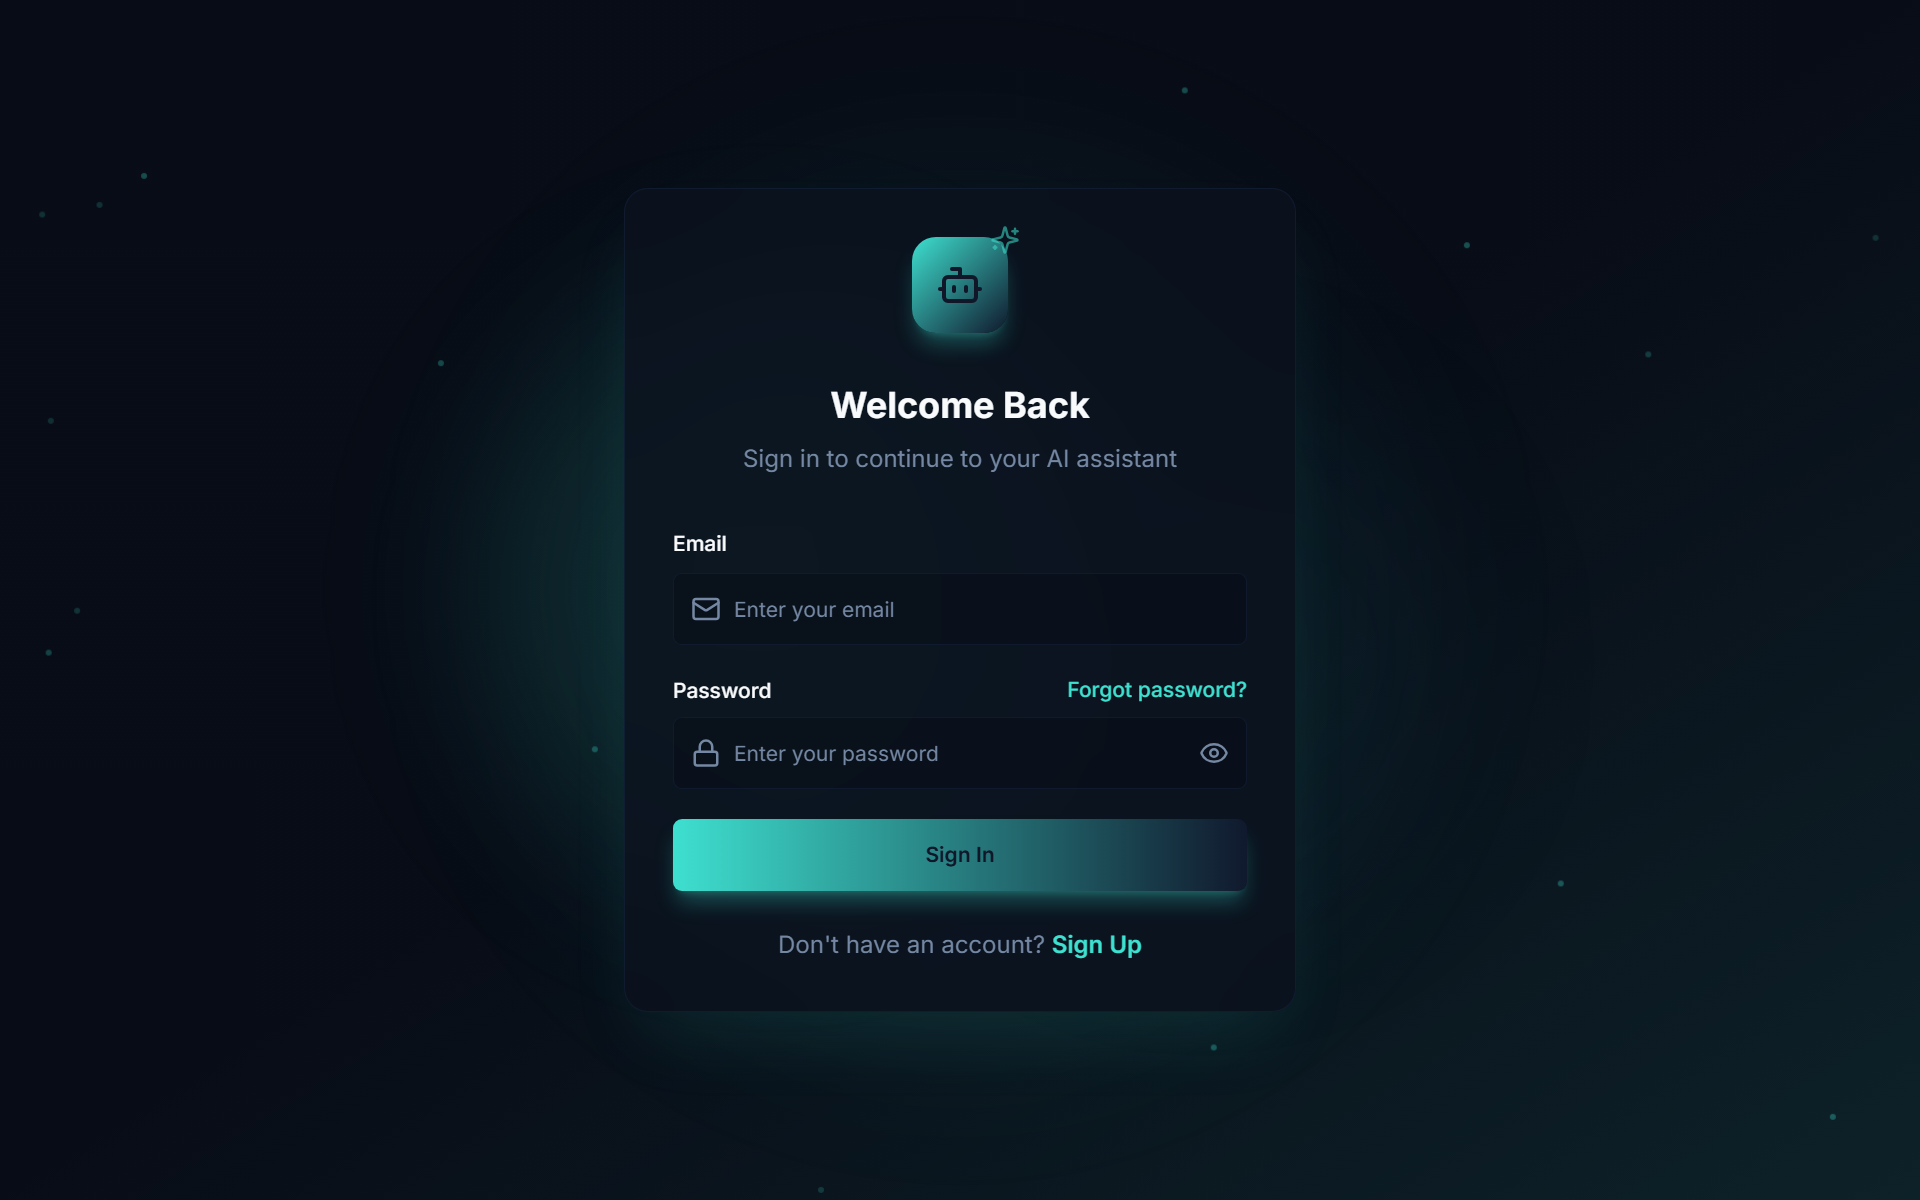 Welcome Back
Sign in to continue to your AI assistant
Email
Enter your email
Password Forgot password?
Enter your password
Sign In
Don't have an account? Sign Up